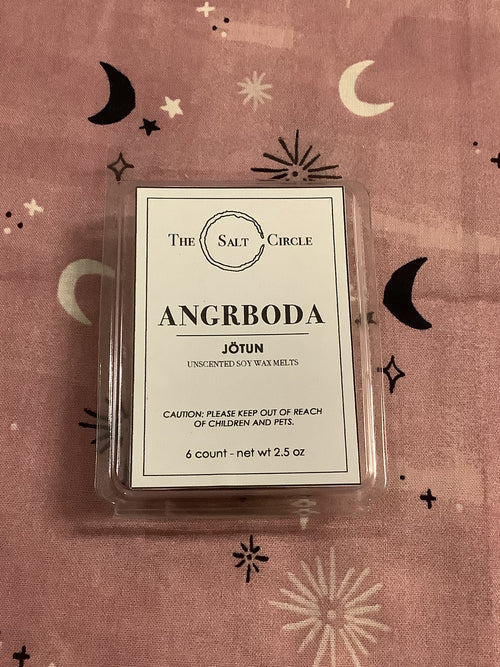 The Salt Circle
ANGRBODA
JÖTUN
UNSCENTED SOY WAX MELTS
CAUTION: PLEASE KEEP OUT OF REACH
OF CHILDREN AND PETS.
6 count - net wt 2.5 oz